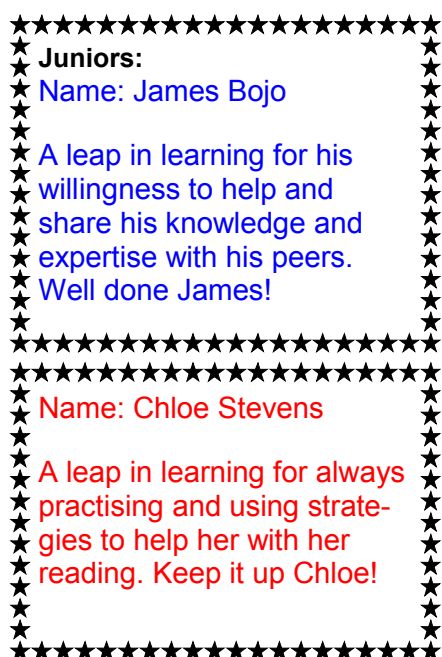 Juniors:
Name: James Bojo
A leap in learning for his
willingness to help and
share his knowledge and
expertise with his peers.
Well done James!
Name: Chloe Stevens
A leap in learning for always
practising and using strate-
gies to help her with her
reading. Keep it up Chloe!